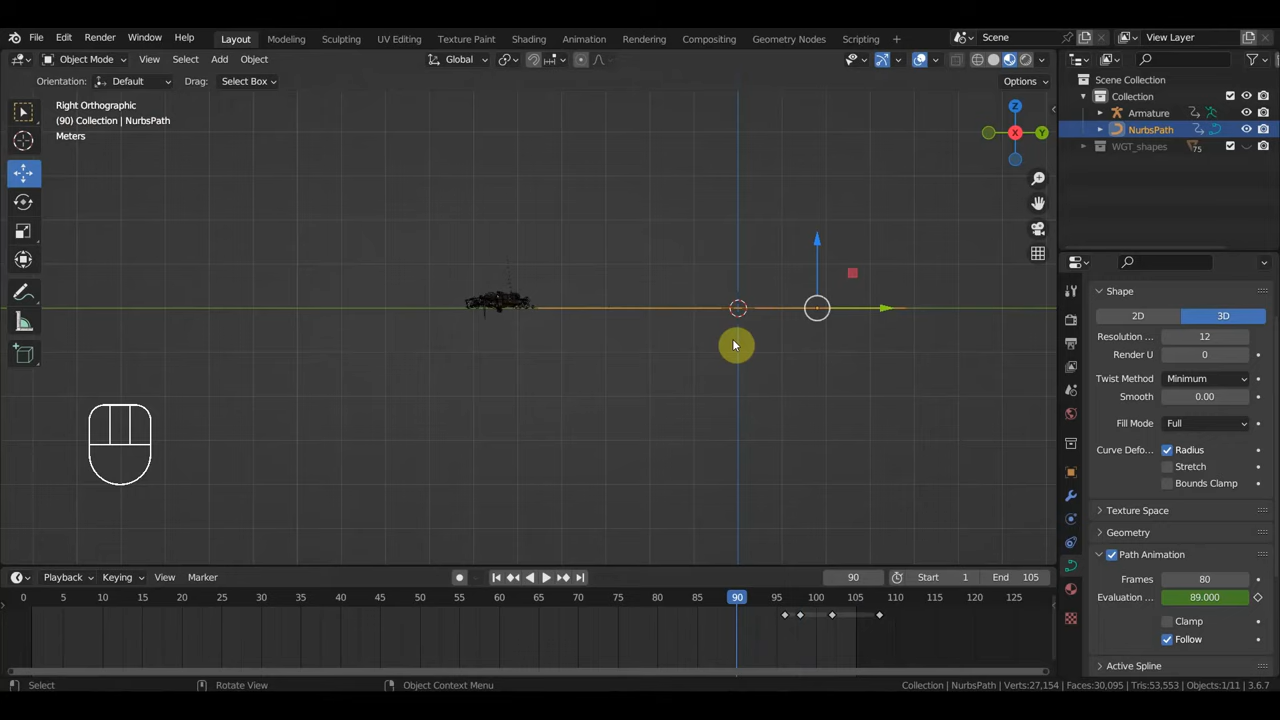 File Edit Render Window Help Layout Modeling Sculpting UV Editing Texture Paint Shading Animation Rendering Compositing Geometry Nodes Scripting Scene View Layer
Object Mode View Select Add Object Global
Orientation: Default Drag: Select Box Options
Right Orthographic
(90) Collection | NurbsPath
Meters
Z
X
Y
Scene Collection
Collection
Armature
NurbsPath
WGT_shapes
75
Shape
2D 3D
Resolution ... 12
Render U 0
Twist Method Minimum
Smooth 0.00
Fill Mode Full
Curve Defo... Radius
Stretch
Bounds Clamp
Texture Space
Geometry
Path Animation
Frames 80
Evaluation ... 89.000
Clamp
Follow
Active Spline
Playback Keying View Marker 90 Start 1 End 105
0 5 10 15 20 25 30 35 40 45 50 55 60 65 70 75 80 85 90 95 100 105 110 115 120 125
Select Rotate View Object Context Menu Collection | NurbsPath | Verts:27,154 | Faces:30,095 | Tris:53,553 | Objects:1/11 | 3.6.7